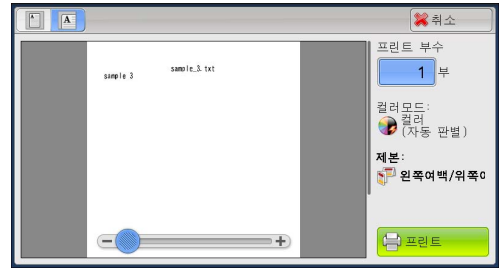 A
A
취소
프린트 부수
1 부
sample_3.txt
sample 3
컬러모드:
컬러
(자동 판별)
제본:
왼쪽여백/위쪽
프린트